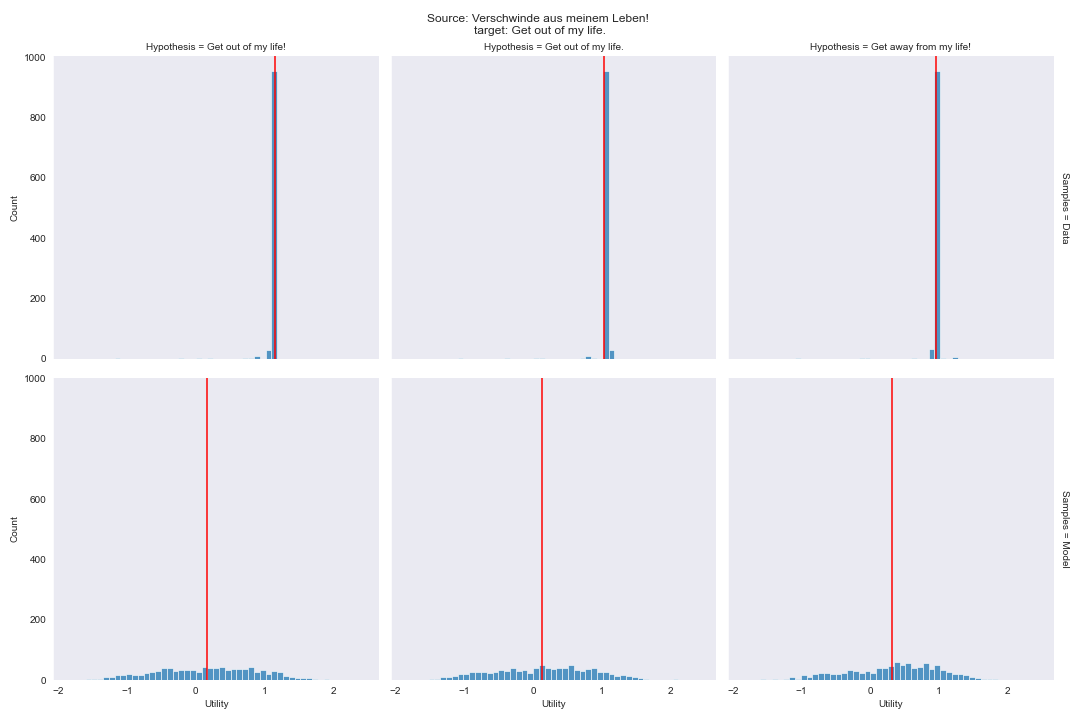 Source: Verschwinde aus meinem Leben!
target: Get out of my life.
Hypothesis = Get out of my life!
Hypothesis = Get out of my life.
Hypothesis = Get away from my life!
1000
800
600
400
200
0
Count
Samples = Data
1000
800
600
400
200
0
Count
Samples = Model
−2 −1 0 1 2
−2 −1 0 1 2
−2 −1 0 1 2
Utility
Utility
Utility